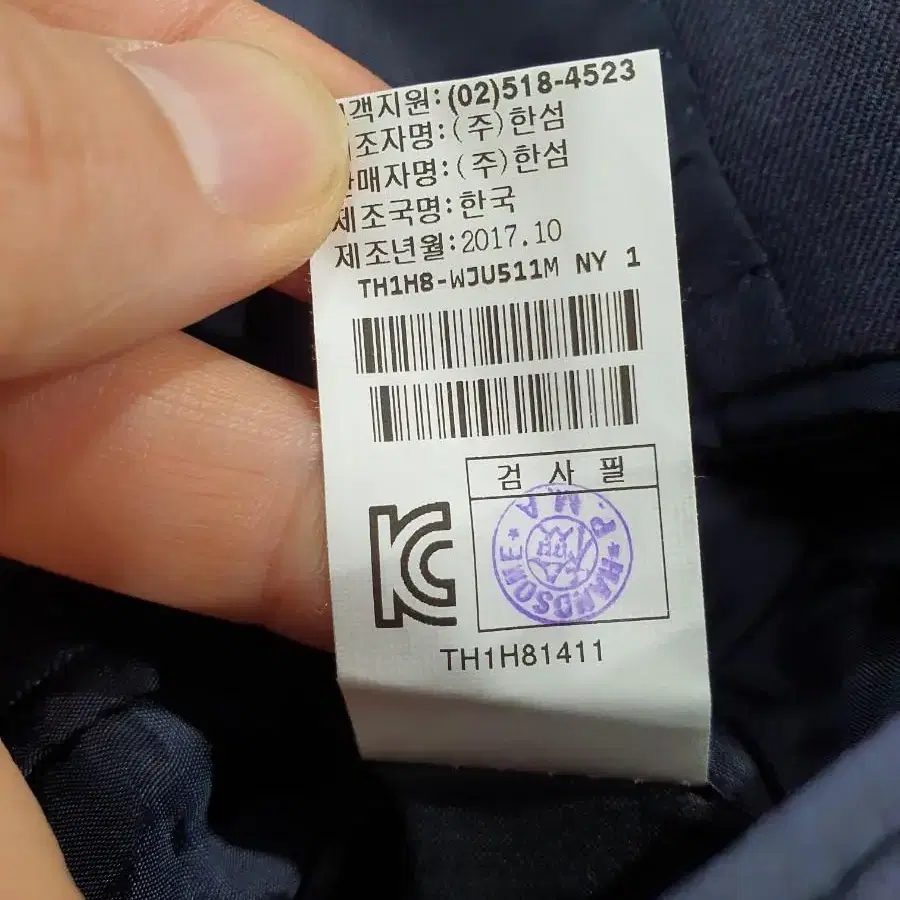 객지원:(02)518-4523
조자명:(주)한섬
매자명:(주)한섬
제조국명:한국
제조년월:2017.10
TH1H8-WJU511M NY 1
검 사 필
P.M.A
HANDSOME
TH1H81411